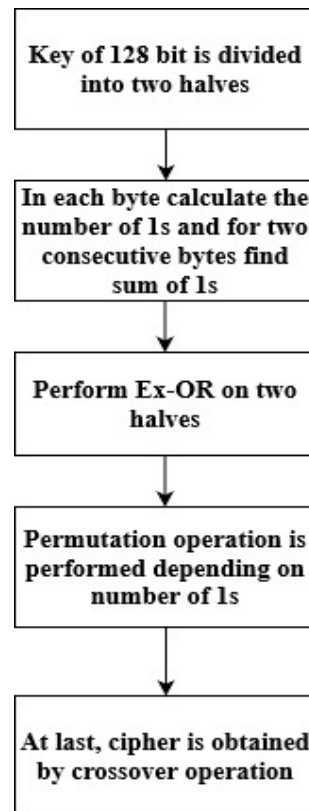 Key of 128 bit is divided
into two halves
In each byte calculate the
number of 1s and for two
consecutive bytes find
sum of 1s
Perform Ex-OR on two
halves
Permutation operation is
performed depending on
number of 1s
At last, cipher is obtained
by crossover operation